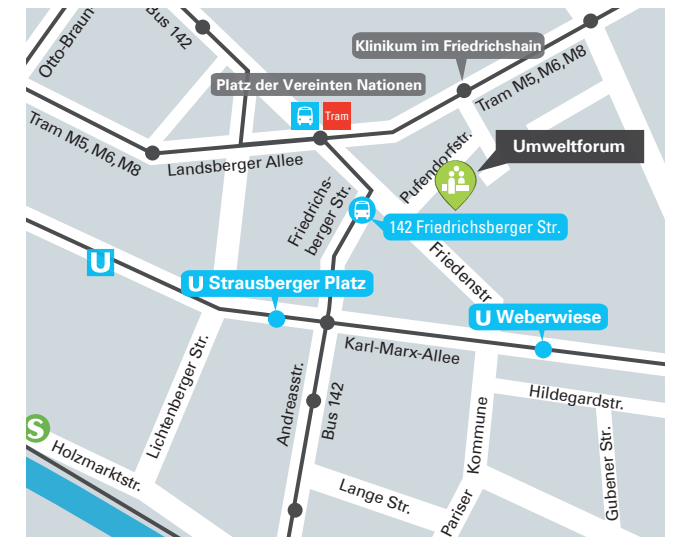 Otto-Braun-
Bus 142
Klinikum im Friedrichshain
Platz der Vereinten Nationen
Tram
Tram M5, M6, M8
Tram M5, M6, M8
Landsberger Allee
Umweltforum
Pufendorfstr.
Friedrichs-
berger Str.
142 Friedrichsberger Str.
Friedenstr
U
U Strausberger Platz
U Weberwiese
Karl-Marx-Allee
Lichtenberger Str.
Andreasstr.
Bus 142
Hildegardstr.
Kommune
Pariser
Gubener Str.
S
Holzmarktstr.
Lange Str.